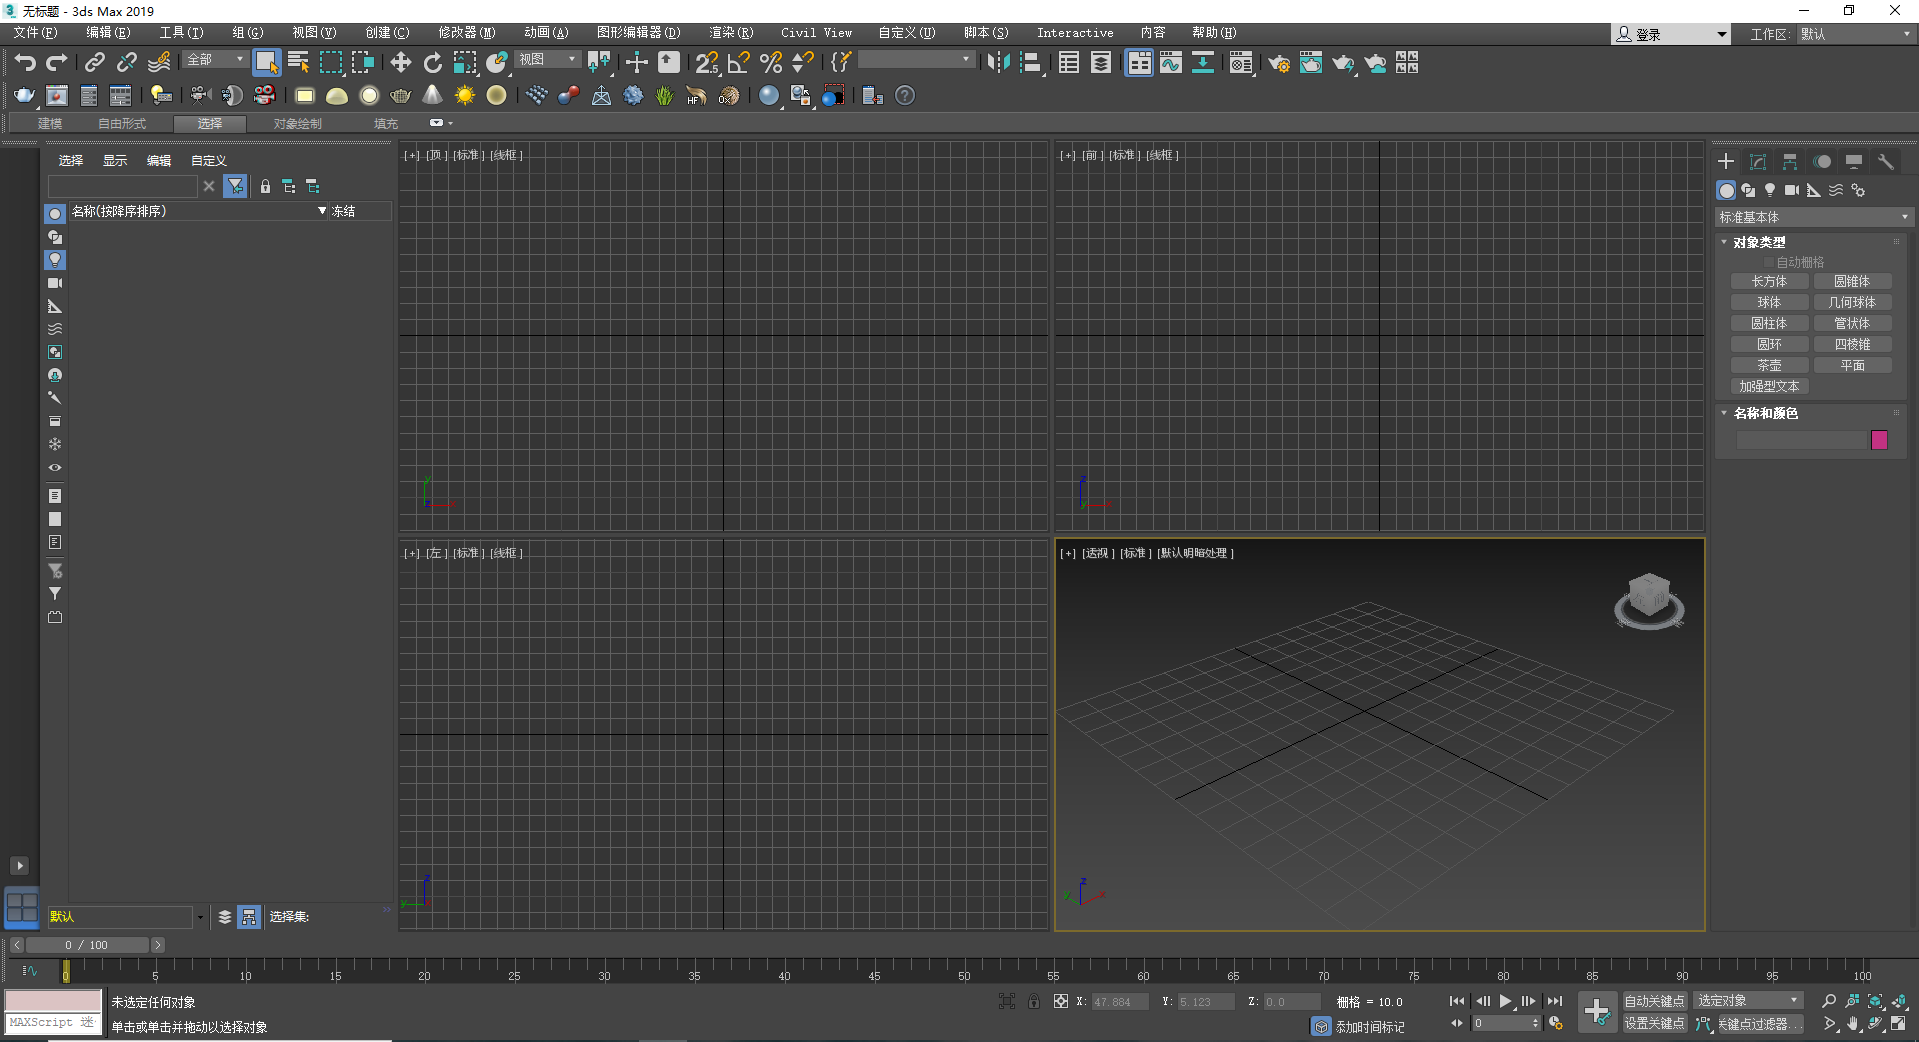 无标题 - 3ds Max 2019
文件(F) 编辑(E) 工具(T) 组(G) 视图(V) 创建(C) 修改器(M) 动画(A) 图形编辑器(D) 渲染(R) Civil View 自定义(U) 脚本(S) Interactive 内容 帮助(H) 登录 工作区: 默认
全部 视图
建模 自由形式 选择 对象绘制 填充
选择 显示 编辑 自定义
名称(按降序排序) 冻结
[+] [顶] [标准] [线框]
[+] [前] [标准] [线框]
[+] [左] [标准] [线框]
[+] [透视] [标准] [默认明暗处理]
标准基本体
对象类型
自动栅格
长方体 圆锥体
球体 几何球体
圆柱体 管状体
圆环 四棱锥
茶壶 平面
加强型文本
名称和颜色
默认 选择集:
0 / 100
0 5 10 15 20 25 30 35 40 45 50 55 60 65 70 75 80 85 90 95 100
未选定任何对象 X: 47.884 Y: 5.123 Z: 0.0 栅格 = 10.0 自动关键点 选定对象
MAXScript 迷 单击或单击并拖动以选择对象 添加时间标记 0 设置关键点 关键点过滤器...